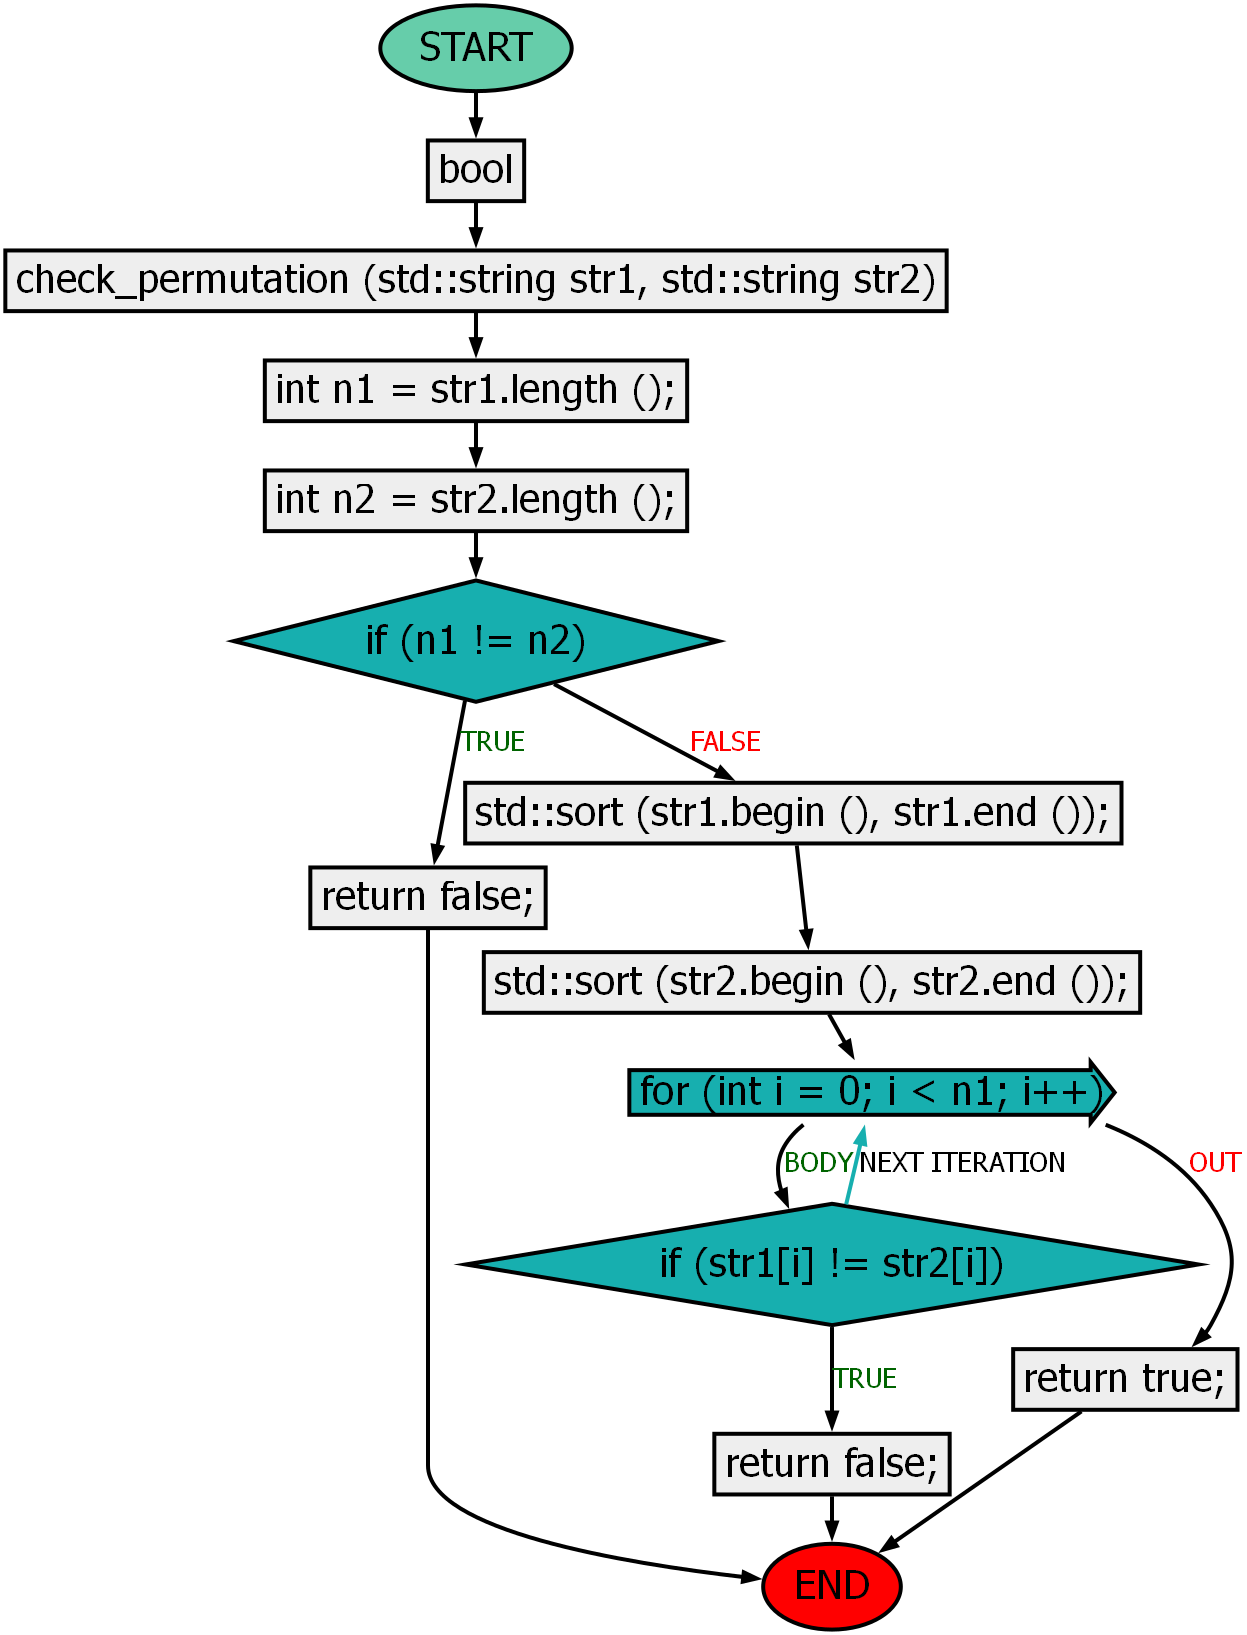 START
bool
check_permutation (std::string str1, std::string str2)
int n1 = str1.length ();
int n2 = str2.length ();
if (n1 != n2)
TRUE
FALSE
std::sort (str1.begin (), str1.end ());
return false;
std::sort (str2.begin (), str2.end ());
for (int i = 0; i < n1; i++)
BODY
NEXT ITERATION
OUT
if (str1[i] != str2[i])
TRUE
return true;
return false;
END